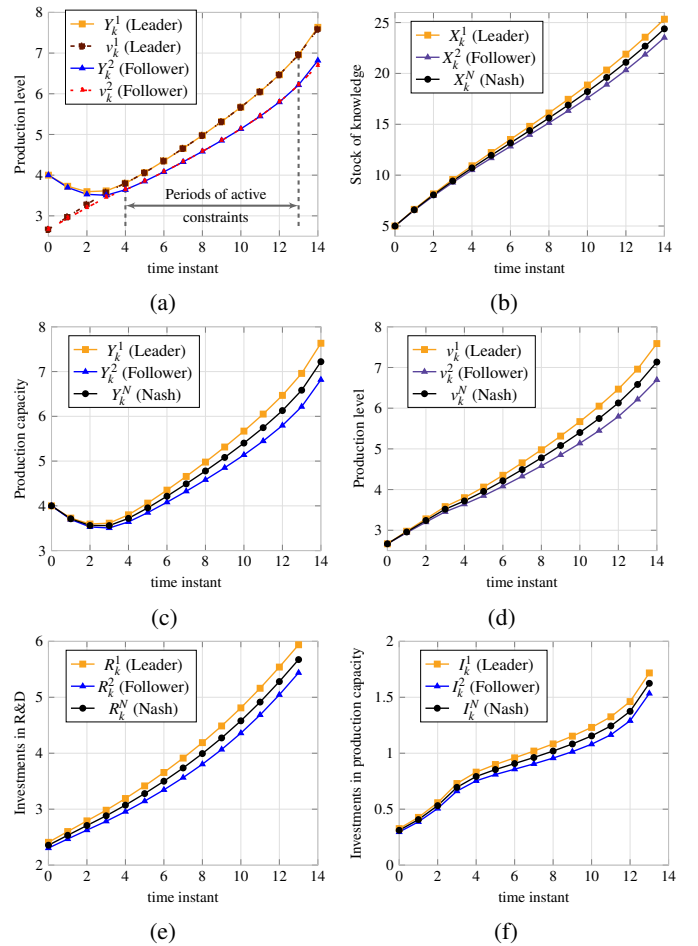 8
7
6
5
4
3
Production level
Y_k^1 (Leader)
v_k^1 (Leader)
Y_k^2 (Follower)
v_k^2 (Follower)
Periods of active
constraints
0 2 4 6 8 10 12 14
time instant
(a)
25
20
15
10
5
Stock of knowledge
X_k^1 (Leader)
X_k^2 (Follower)
X_k^N (Nash)
0 2 4 6 8 10 12 14
time instant
(b)
8
7
6
5
4
3
Production capacity
Y_k^1 (Leader)
Y_k^2 (Follower)
Y_k^N (Nash)
0 2 4 6 8 10 12 14
time instant
(c)
8
7
6
5
4
3
Production level
v_k^1 (Leader)
v_k^2 (Follower)
v_k^N (Nash)
0 2 4 6 8 10 12 14
time instant
(d)
6
5
4
3
2
Investments in R&D
R_k^1 (Leader)
R_k^2 (Follower)
R_k^N (Nash)
0 2 4 6 8 10 12 14
time instant
(e)
2
1.5
1
0.5
0
Investments in production capacity
I_k^1 (Leader)
I_k^2 (Follower)
I_k^N (Nash)
0 2 4 6 8 10 12 14
time instant
(f)